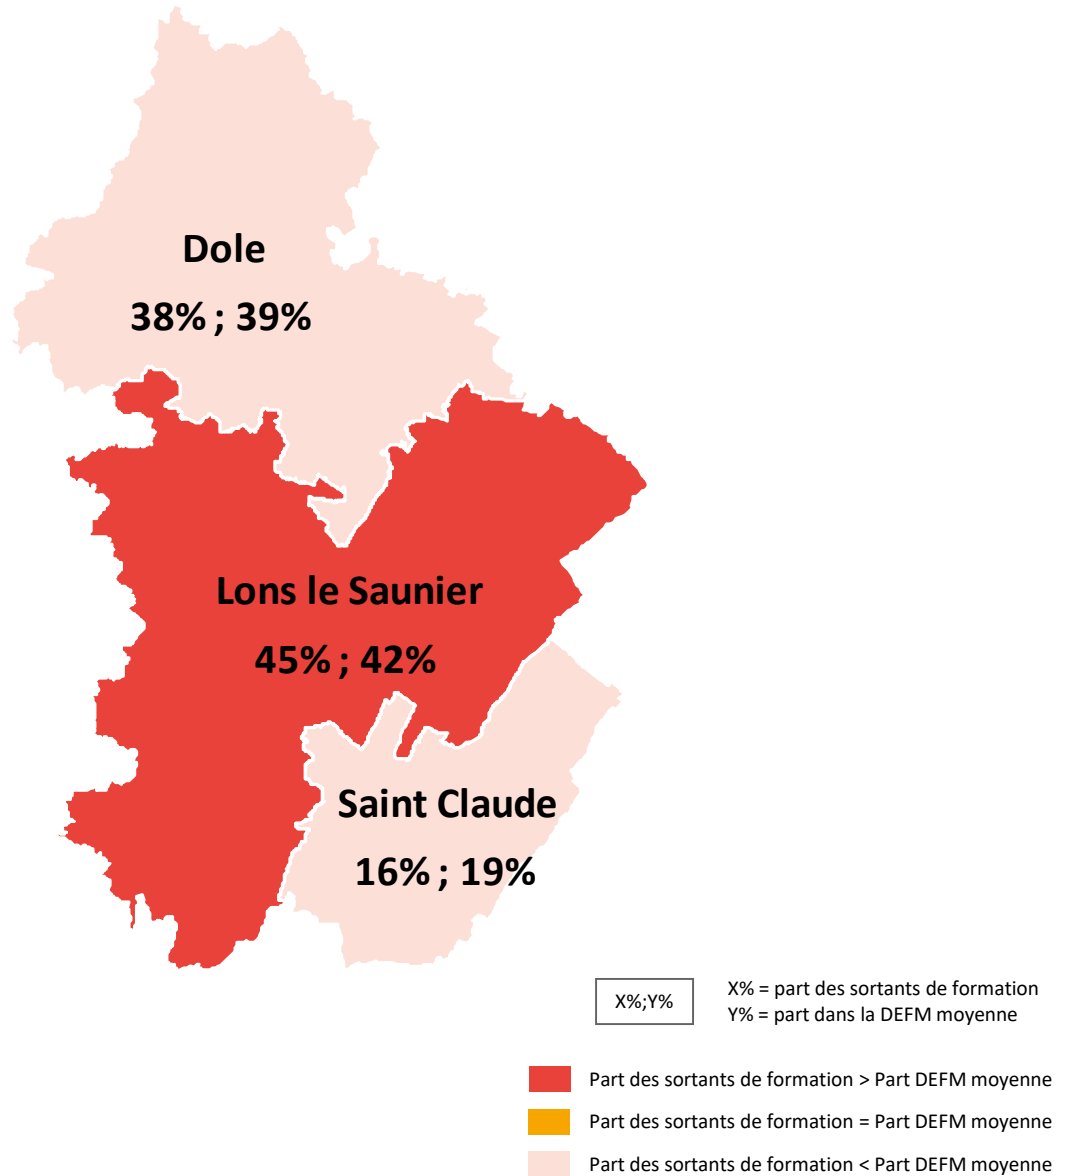 Dole
38% ; 39%
Lons le Saunier
45% ; 42%
Saint Claude
16% ; 19%
X%;Y%
X% = part des sortants de formation
Y% = part dans la DEFM moyenne
Part des sortants de formation > Part DEFM moyenne
Part des sortants de formation = Part DEFM moyenne
Part des sortants de formation < Part DEFM moyenne